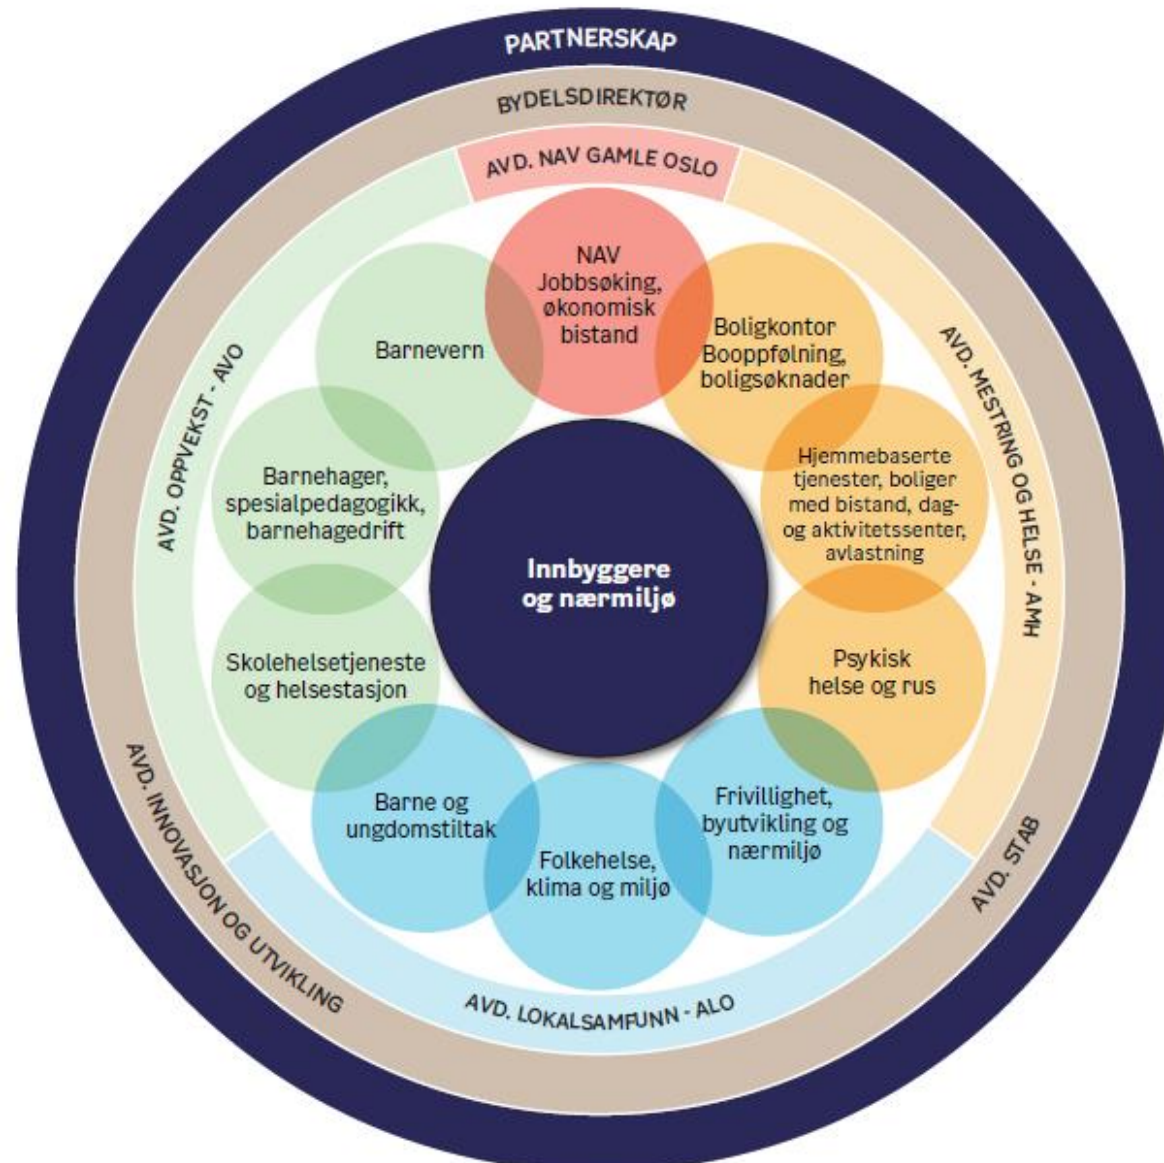 PARTNERSKAP
BYDELSDIREKTØR
AVD. NAV GAMLE OSLO
NAV
Jobbsøking,
økonomisk
bistand
Boligkontor
Booppfølning,
boligsøknader
AVD. MESTRING OG HELSE - AMH
Hjemmebaserte
tjenester, boliger
med bistand, dag-
og aktivitetssenter,
avlastning
Psykisk
helse og rus
AVD. STAB
Frivillighet,
byutvikling og
nærmiljø
Folkehelse,
klima og miljø
AVD. LOKALSAMFUNN - ALO
Barne og
ungdomstiltak
AVD. INNOVASJON OG UTVIKLING
Skolehelsetjeneste
og helsestasjon
Barnehager,
spesialpedagogikk,
barnehagedrift
AVD. OPPVEKST - AVO
Barnevern
Innbyggere
og nærmiljø